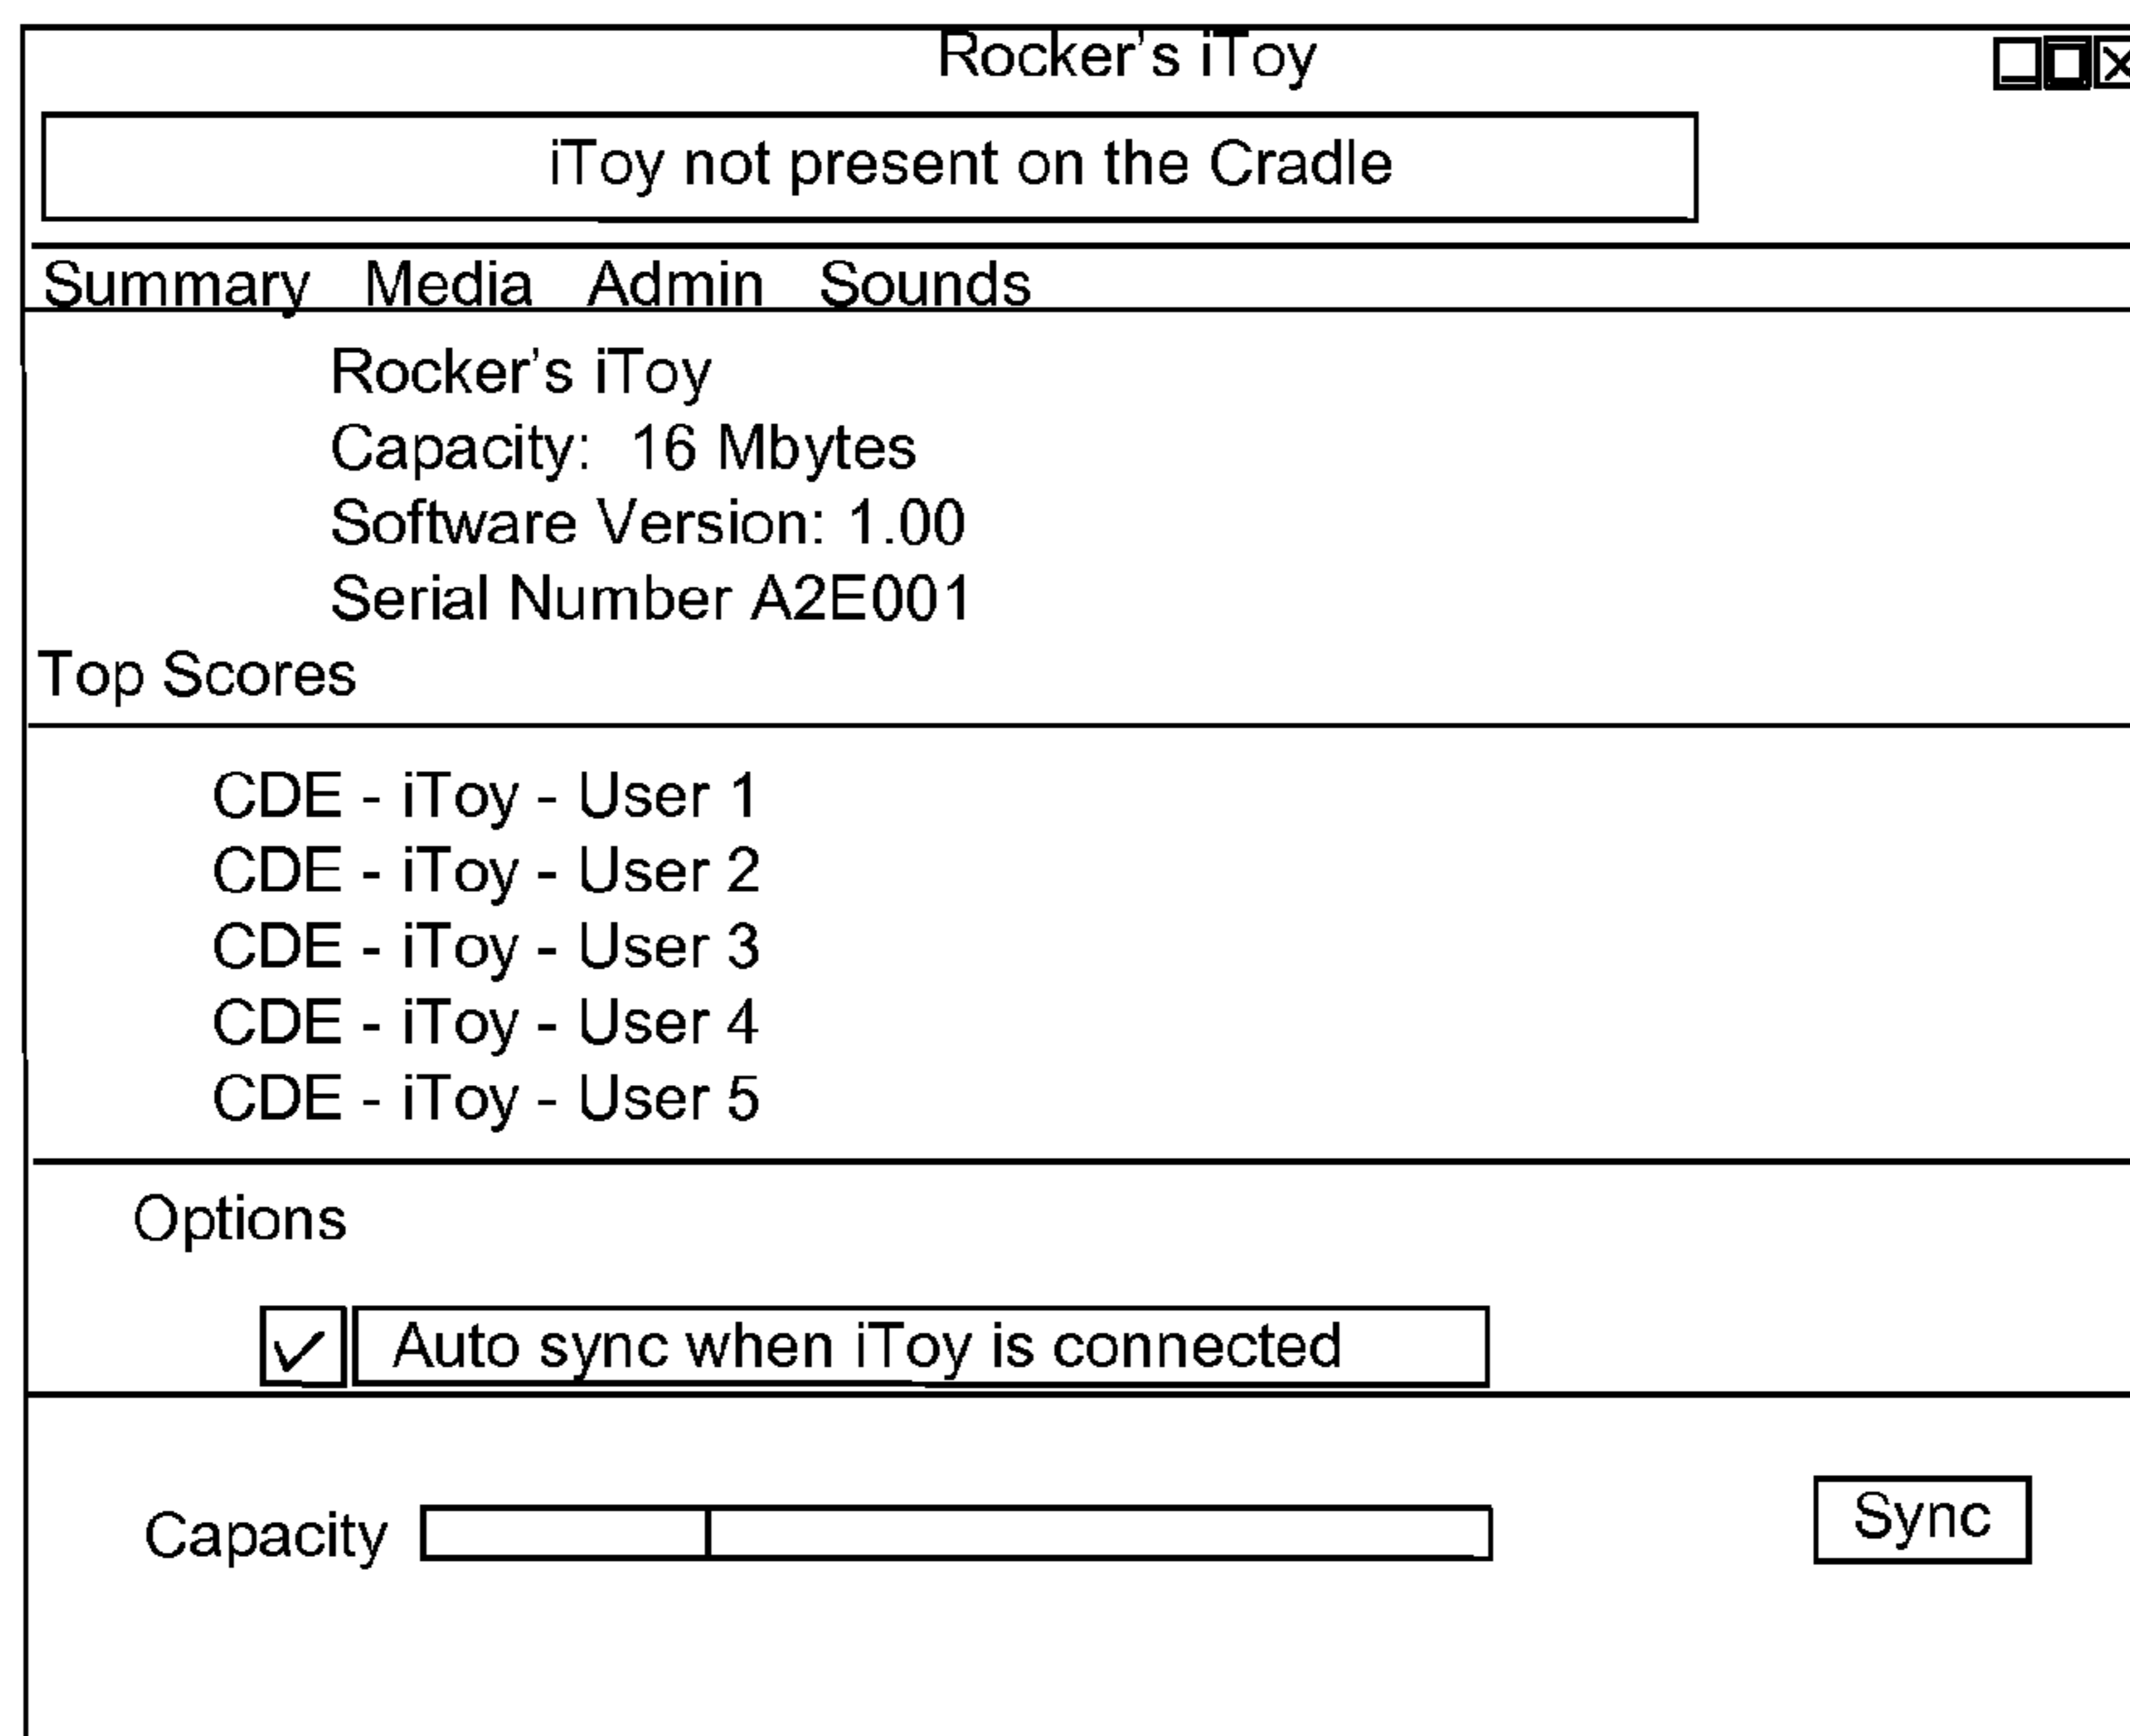 Rocker's iToy
iToy not present on the Cradle
Summary Media Admin Sounds
Rocker's iToy
Capacity: 16 Mbytes
Software Version: 1.00
Serial Number A2E001
Top Scores
CDE - iToy - User 1
CDE - iToy - User 2
CDE - iToy - User 3
CDE - iToy - User 4
CDE - iToy - User 5
Options
Auto sync when iToy is connected
Capacity
Sync